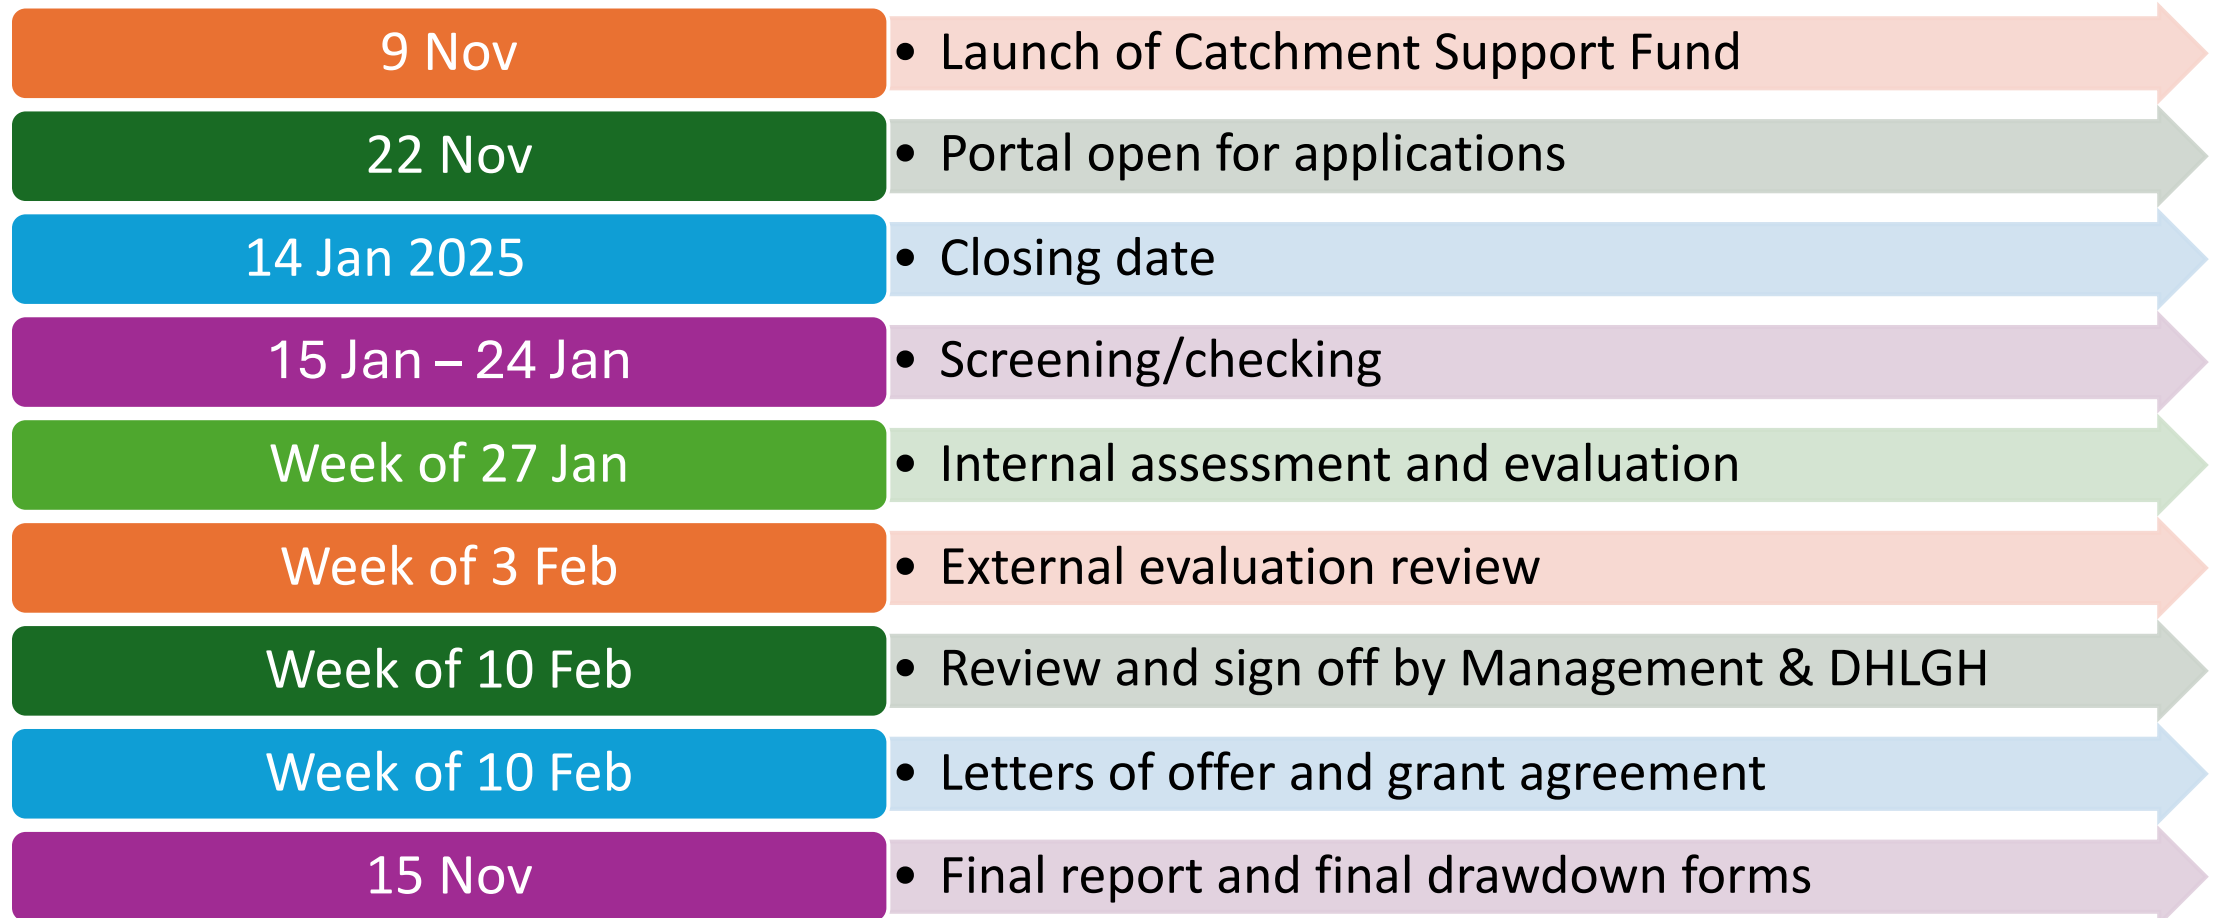 9 Nov
• Launch of Catchment Support Fund
22 Nov
• Portal open for applications
14 Jan 2025
• Closing date
15 Jan – 24 Jan
• Screening/checking
Week of 27 Jan
• Internal assessment and evaluation
Week of 3 Feb
• External evaluation review
Week of 10 Feb
• Review and sign off by Management & DHLGH
Week of 10 Feb
• Letters of offer and grant agreement
15 Nov
• Final report and final drawdown forms